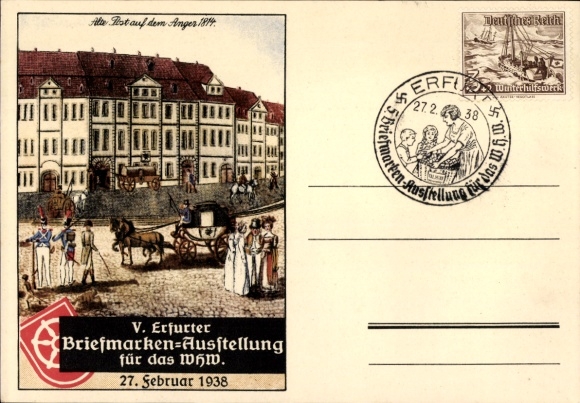 Alte Post auf dem Anger 1814.
V. Erfurter
Briefmarken=Ausstellung
für das WHW.
27. Februar 1938
Deutsches Reich
Winterhilfswerk
ERFURT
27.2. 38
5. Briefmarken=Ausstellung für das W.H.W.